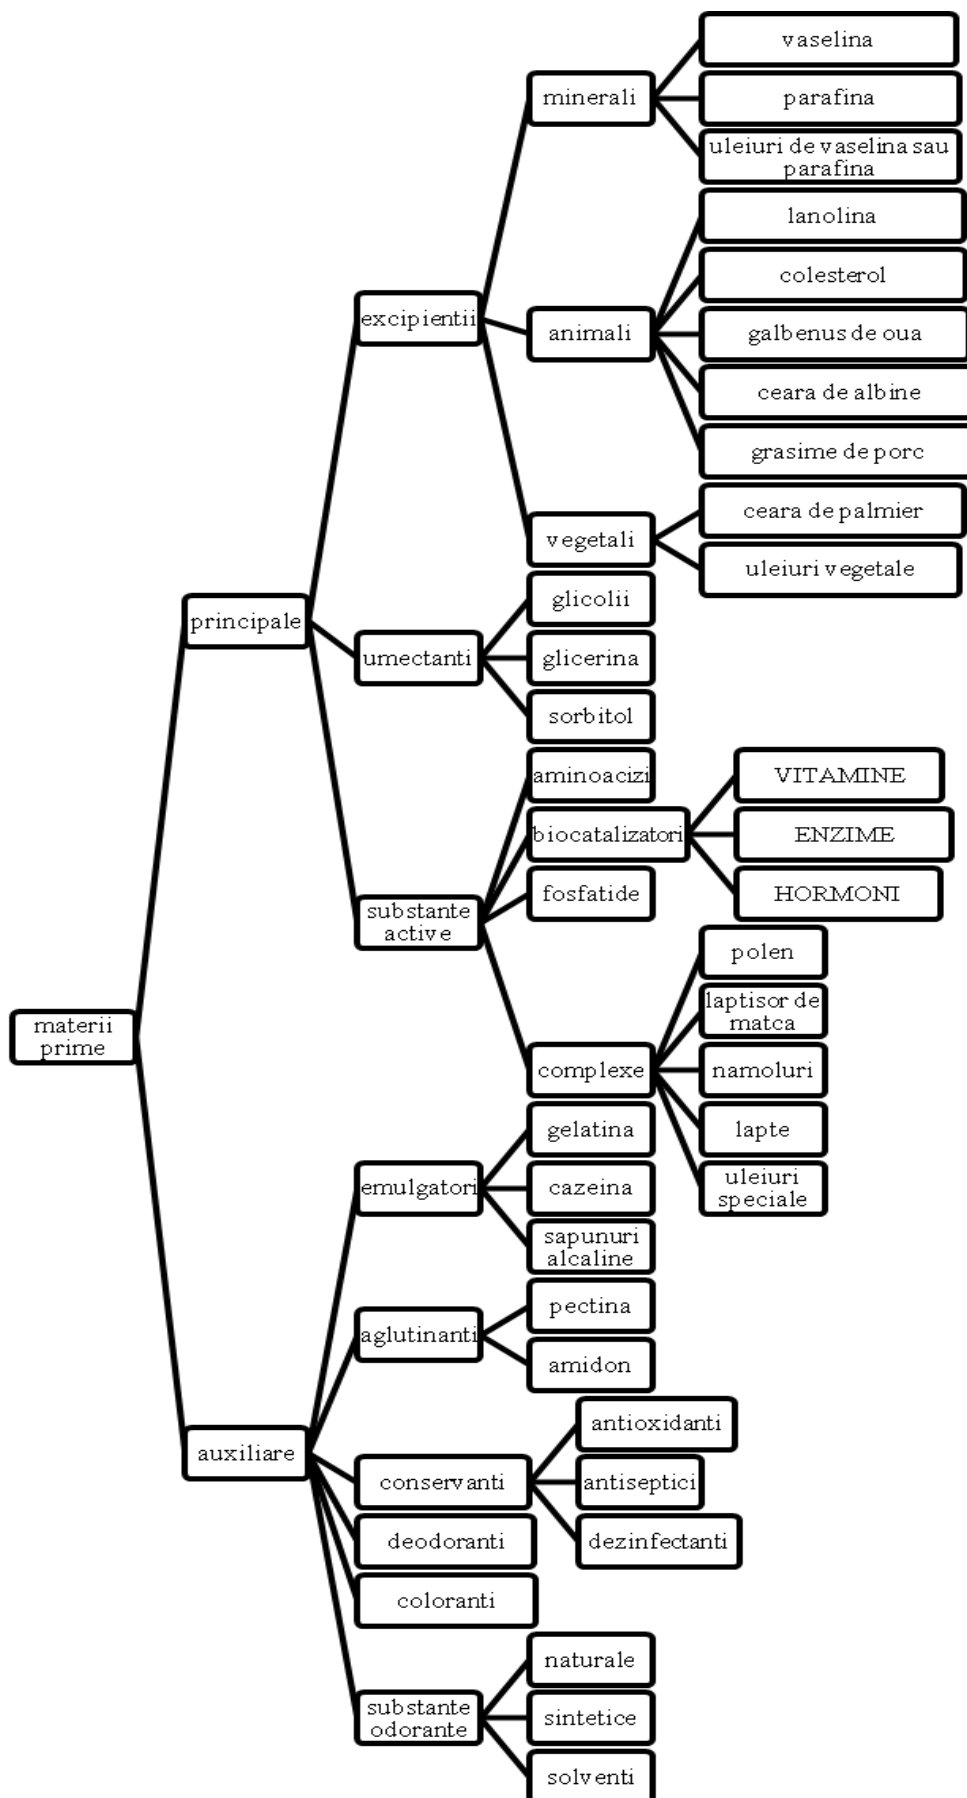 vaselina
minerali
parafina
uleiuri de vaselina sau
parafina
lanolina
colesterol
excipientii
animali
galbenus de oua
ceara de albine
grasime de porc
ceara de palmier
vegetali
uleiuri vegetale
glicolii
principale
umectanti
glicerina
sorbitol
aminoacizi
VITAMINE
biocatalizatori
ENZIME
fosfatide
HORMONI
substante
active
polen
laptisor de
matca
materii
prime
complexe
namoluri
gelatina
lapte
emulgatori
cazeina
uleiuri
speciale
sapunuri
alcaline
pectina
aglutinanti
amidon
antioxidanti
auxiliare
conservanti
antiseptici
deodoranti
dezinfectanti
coloranti
naturale
substante
odorante
sintetice
solventi